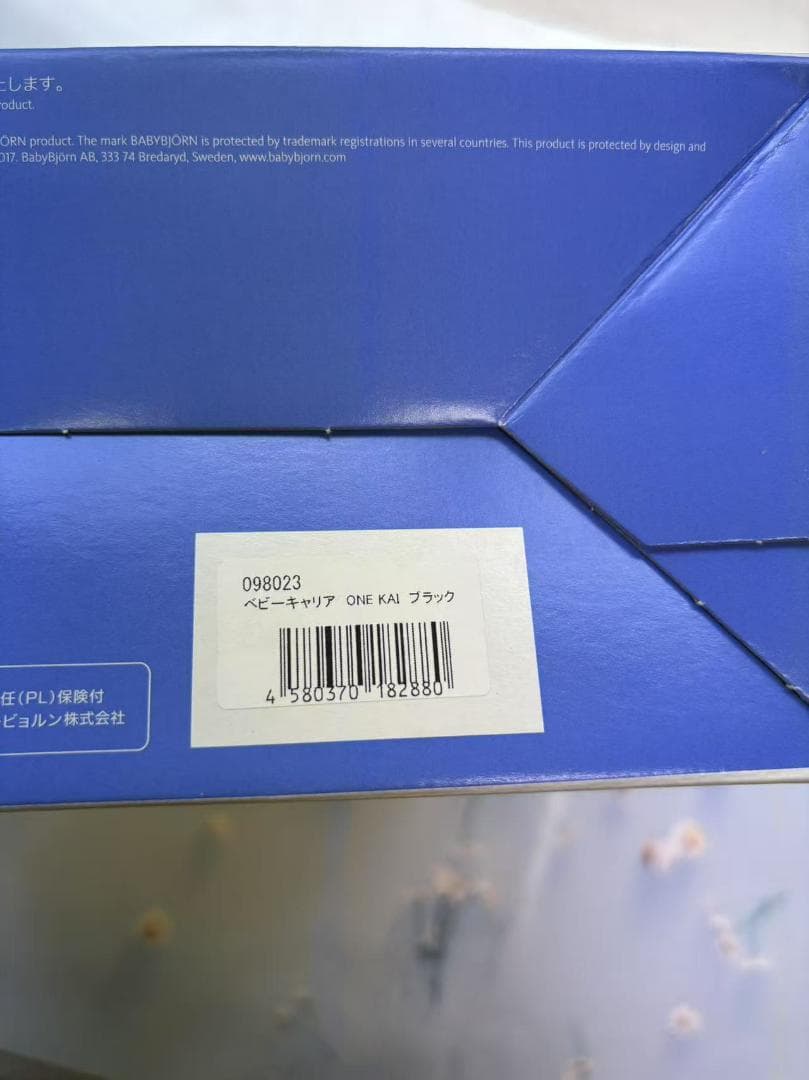 とします。
roduct.
ÖRN product. The mark BABYBJÖRN is protected by trademark registrations in several countries. This product is protected by design and
017. BabyBjörn AB, 333 74 Bredaryd, Sweden, www.babybjorn.com
098023
ベビーキャリア ONE KAI ブラック
4 580370 182880
任(PL)保険付
ビョルン株式会社